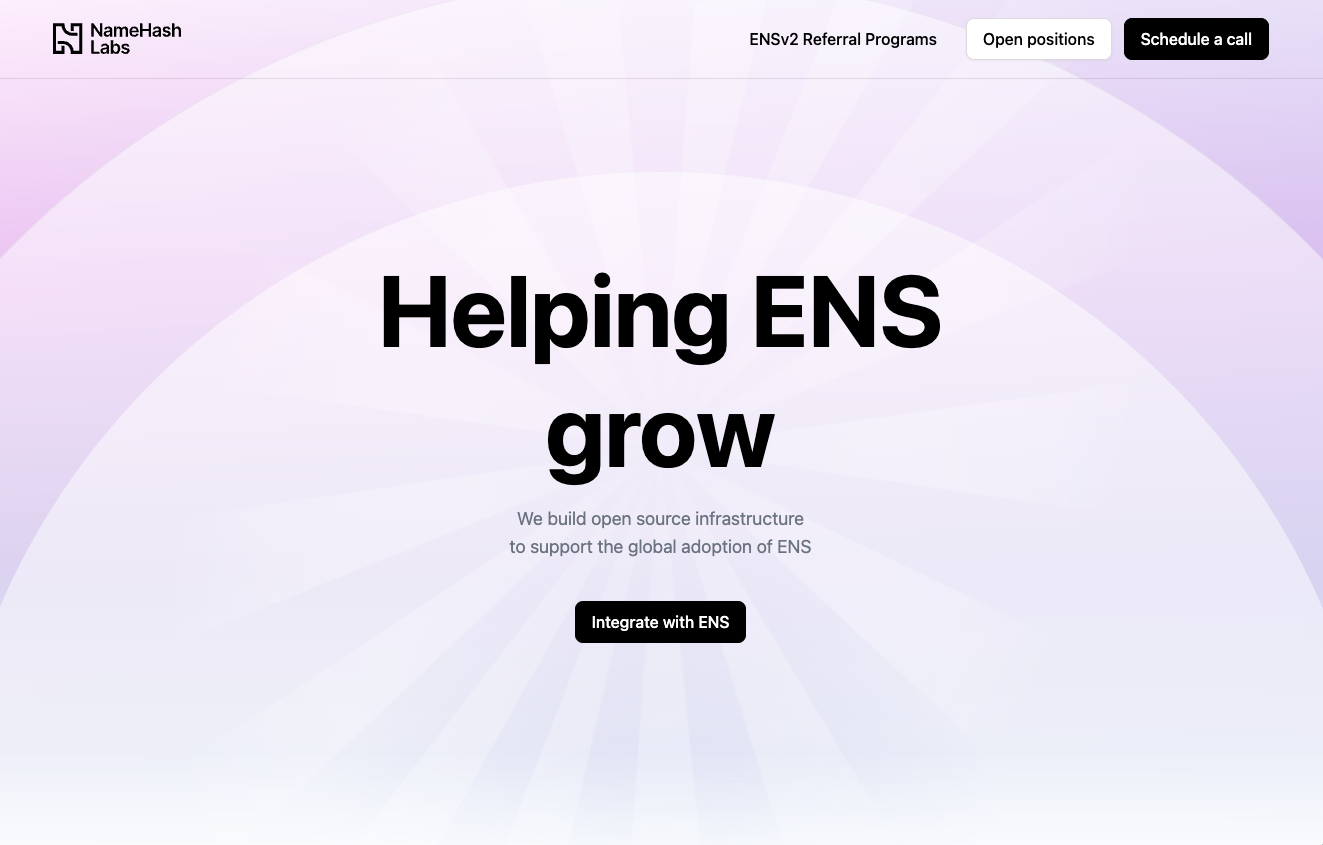 NameHash
Labs
ENSv2 Referral Programs
Open positions
Schedule a call
Helping ENS
grow
We build open source infrastructure
to support the global adoption of ENS
Integrate with ENS